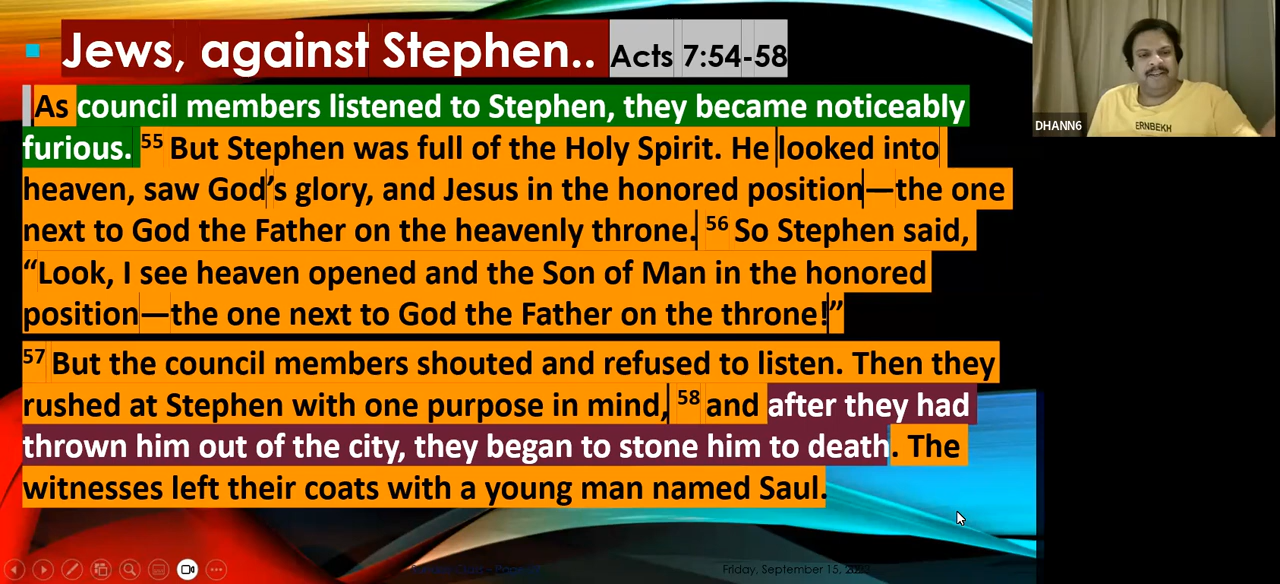 Jews, against Stephen.. Acts 7:54-58
As council members listened to Stephen, they became noticeably
furious. 55 But Stephen was full of the Holy Spirit. He looked into
heaven, saw God's glory, and Jesus in the honored position—the one
next to God the Father on the heavenly throne. 56 So Stephen said,
“Look, I see heaven opened and the Son of Man in the honored
position—the one next to God the Father on the throne!”
57 But the council members shouted and refused to listen. Then they
rushed at Stephen with one purpose in mind, 58 and after they had
thrown him out of the city, they began to stone him to death. The
witnesses left their coats with a young man named Saul.
DHANN6
ERNBEKH
Friday, September 15,